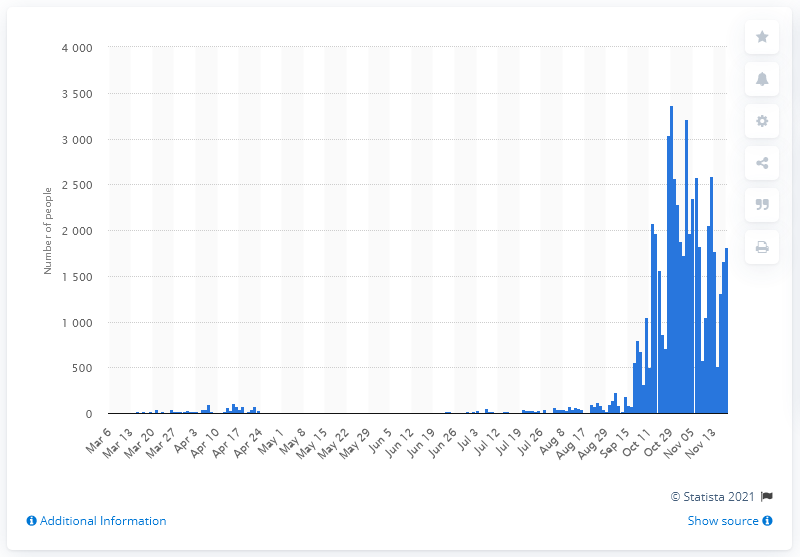 4 000
3 500
3 000
2 500
2 000
1 500
1 000
500
0
Number of people
Mar 6
Mar 13
Mar 20
Mar 27
Apr 3
Apr 10
Apr 17
Apr 24
May 1
May 8
May 15
May 22
May 29
Jun 5
Jun 12
Jun 19
Jun 26
Jul 3
Jul 12
Jul 19
Jul 26
Aug 8
Aug 17
Aug 29
Sep 15
Oct 11
Oct 29
Nov 05
Nov 13
© Statista 2021
Additional Information
Show source